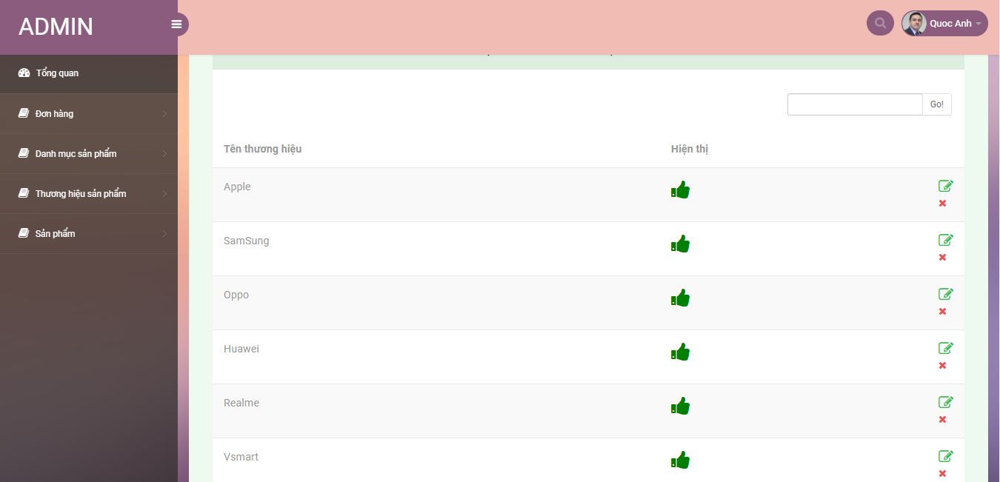 ADMIN
Quoc Anh
Tổng quan
Đơn hàng
Danh mục sản phẩm
Thương hiệu sản phẩm
Sản phẩm
Go!
Tên thương hiệu
Hiện thị
Apple
SamSung
Oppo
Huawei
Realme
Vsmart